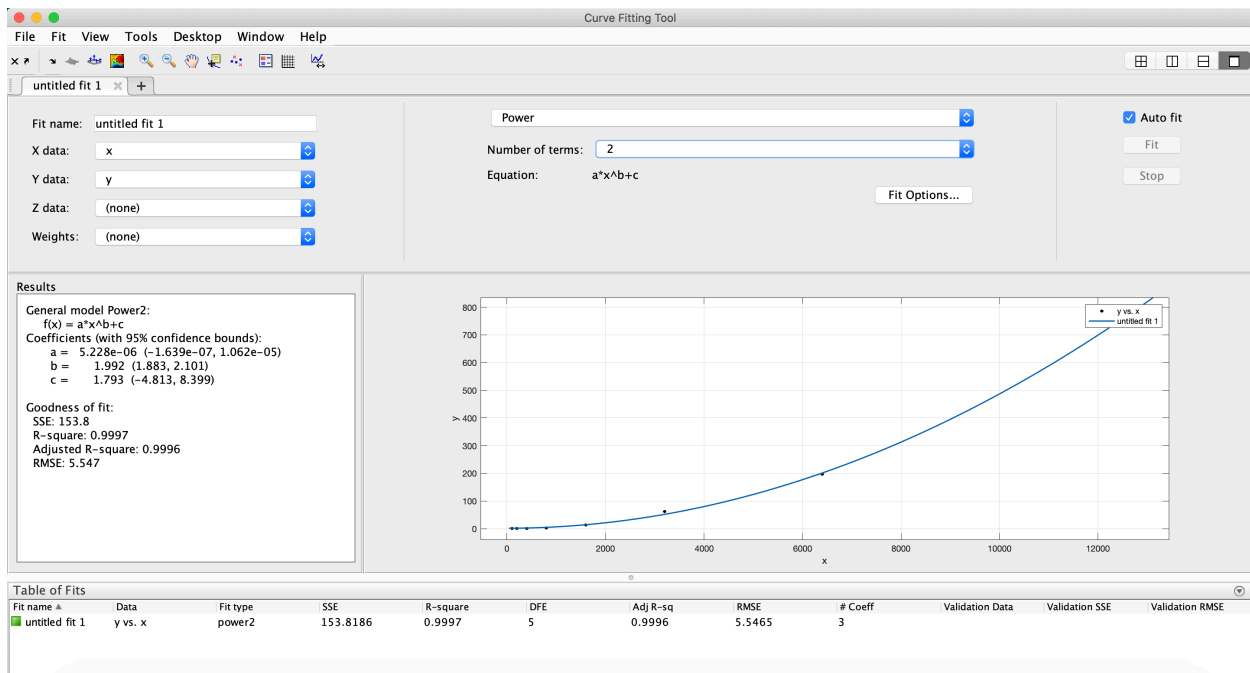 Curve Fitting Tool
File Fit View Tools Desktop Window Help
untitled fit 1
Fit name: untitled fit 1
X data: x
Y data: y
Z data: (none)
Weights: (none)
Power
Number of terms: 2
Equation: a*x^b+c
Fit Options...
Auto fit
Fit
Stop
Results
General model Power2:
f(x) = a*x^b+c
Coefficients (with 95% confidence bounds):
a = 5.228e-06 (-1.639e-07, 1.062e-05)
b = 1.992 (1.883, 2.101)
c = 1.793 (-4.813, 8.399)
Goodness of fit:
SSE: 153.8
R-square: 0.9997
Adjusted R-square: 0.9996
RMSE: 5.547
800
700
600
500
400
300
200
100
0
y
0 2000 4000 6000 8000 10000 12000
x
y vs. x
untitled fit 1
Table of Fits
Fit name Data Fit type SSE R-square DFE Adj R-sq RMSE # Coeff Validation Data Validation SSE Validation RMSE
untitled fit 1 y vs. x power2 153.8186 0.9997 5 0.9996 5.5465 3